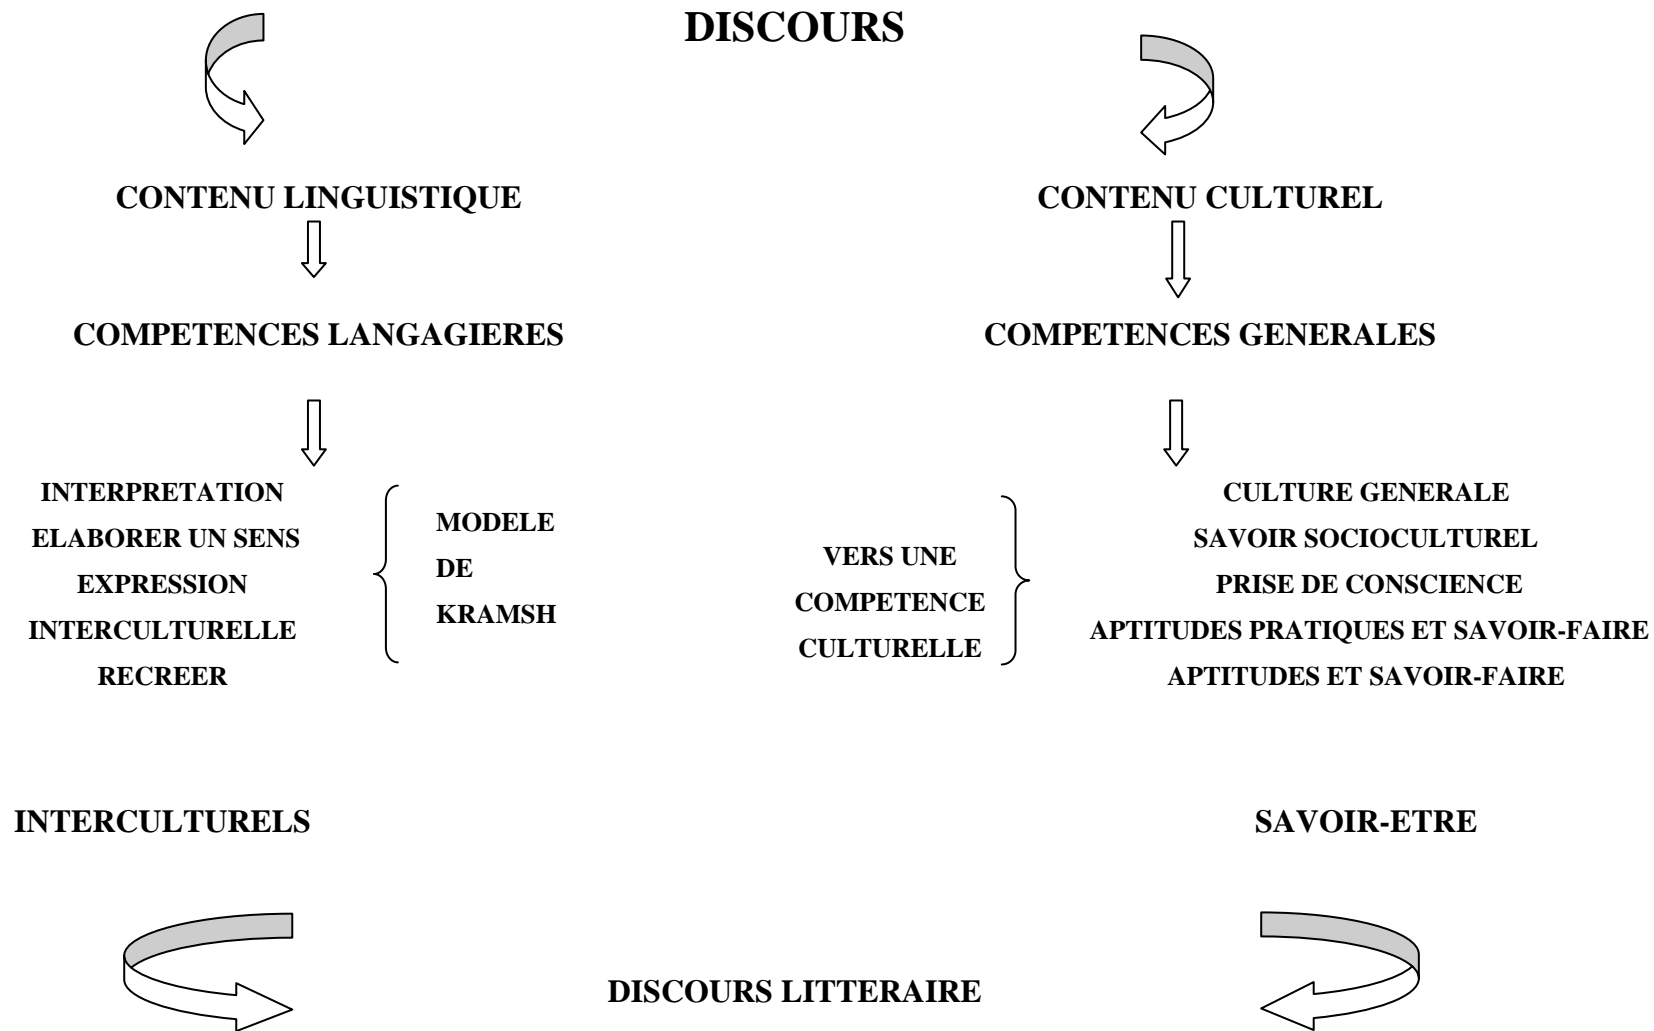 DISCOURS
CONTENU LINGUISTIQUE
CONTENU CULTUREL
COMPETENCES LANGAGIERES
COMPETENCES GENERALES
INTERPRETATION
ELABORER UN SENS
EXPRESSION
INTERCULTURELLE
RECREER
MODELE
DE
KRAMSH
VERS UNE
COMPETENCE
CULTURELLE
CULTURE GENERALE
SAVOIR SOCIOCULTUREL
PRISE DE CONSCIENCE
APTITUDES PRATIQUES ET SAVOIR-FAIRE
APTITUDES ET SAVOIR-FAIRE
INTERCULTURELS
SAVOIR-ETRE
DISCOURS LITTERAIRE